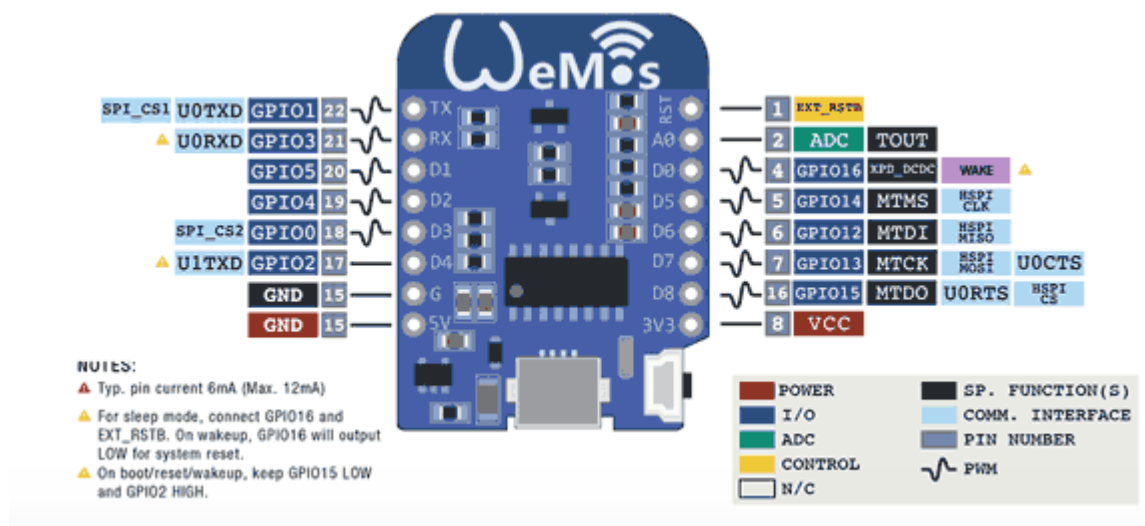 WeMos
SPI_CS1 U0TXD GPIO1 22 TX
U0RXD GPIO3 21 RX
GPIO5 20 D1
GPIO4 19 D2
SPI_CS2 GPIO0 18 D3
U1TXD GPIO2 17 D4
GND 15 G
GND 15 5V
RST 1 EXT_RSTB
A0 2 ADC TOUT
D0 4 GPIO16 XPD_DCDC WAKE
D5 5 GPIO14 MTMS HSPI CLK
D6 6 GPIO12 MTDI HSPI MISO
D7 7 GPIO13 MTCK HSPI MOSI U0CTS
D8 16 GPIO15 MTDO U0RTS HSPI CS
3V3 8 VCC
NOTES:
Typ. pin current 6mA (Max. 12mA)
For sleep mode, connect GPIO16 and
EXT_RSTB. On wakeup, GPIO16 will output
LOW for system reset.
On boot/reset/wakeup, keep GPIO15 LOW
and GPIO2 HIGH.
POWER
I/O
ADC
CONTROL
N/C
SP. FUNCTION(S)
COMM. INTERFACE
PIN NUMBER
PWM